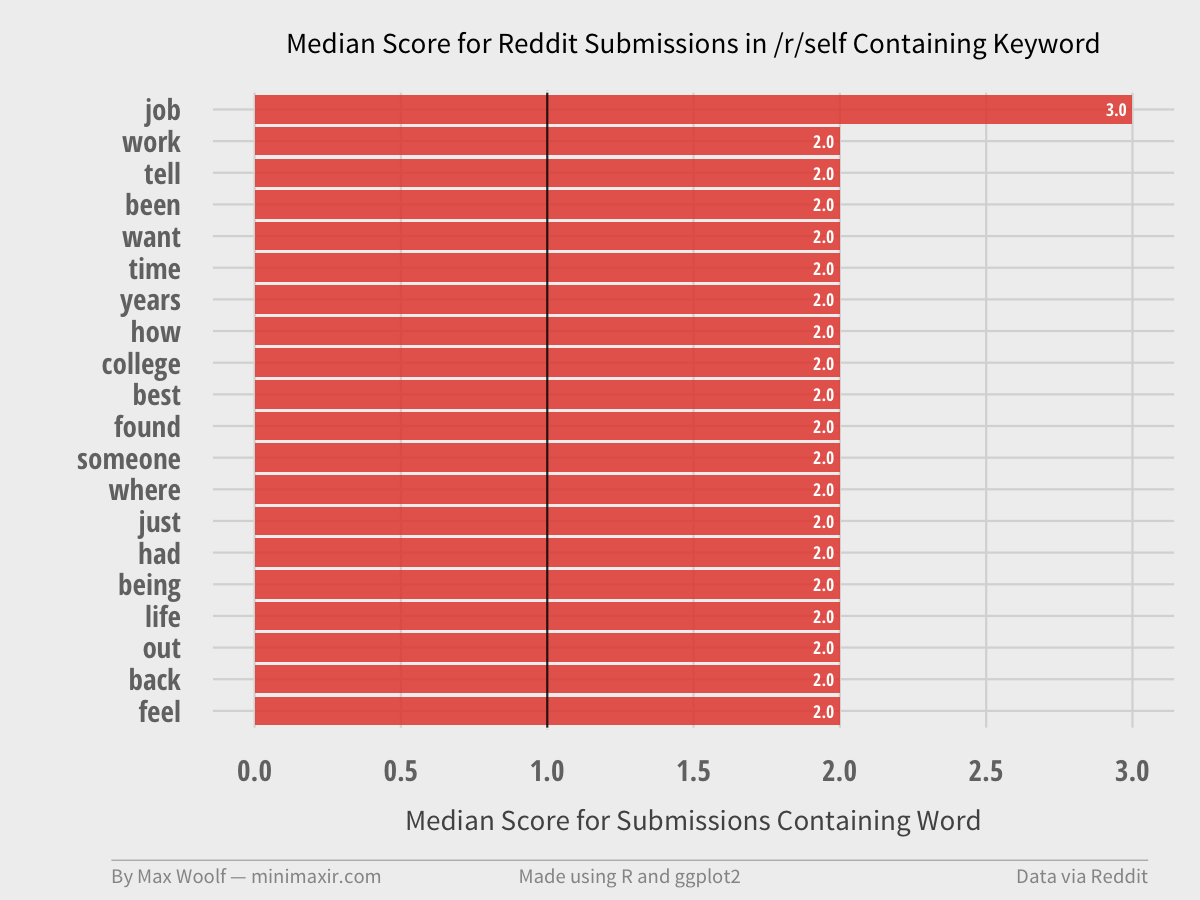 Median Score for Reddit Submissions in /r/self Containing Keyword
job 3.0
work 2.0
tell 2.0
been 2.0
want 2.0
time 2.0
years 2.0
how 2.0
college 2.0
best 2.0
found 2.0
someone 2.0
where 2.0
just 2.0
had 2.0
being 2.0
life 2.0
out 2.0
back 2.0
feel 2.0
0.0 0.5 1.0 1.5 2.0 2.5 3.0
Median Score for Submissions Containing Word
By Max Woolf — minimaxir.com Made using R and ggplot2 Data via Reddit